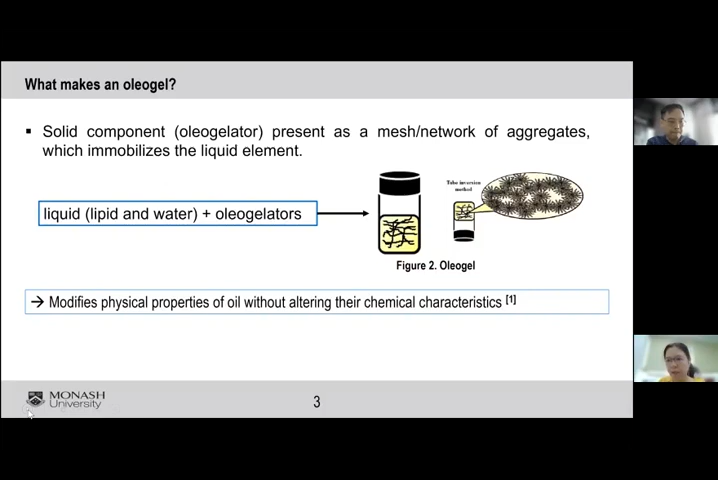 What makes an oleogel?
▪ Solid component (oleogelator) present as a mesh/network of aggregates,
which immobilizes the liquid element.
Tube inversion
method
liquid (lipid and water) + oleogelators
Figure 2. Oleogel
→ Modifies physical properties of oil without altering their chemical characteristics [1]
MONASH
University
3